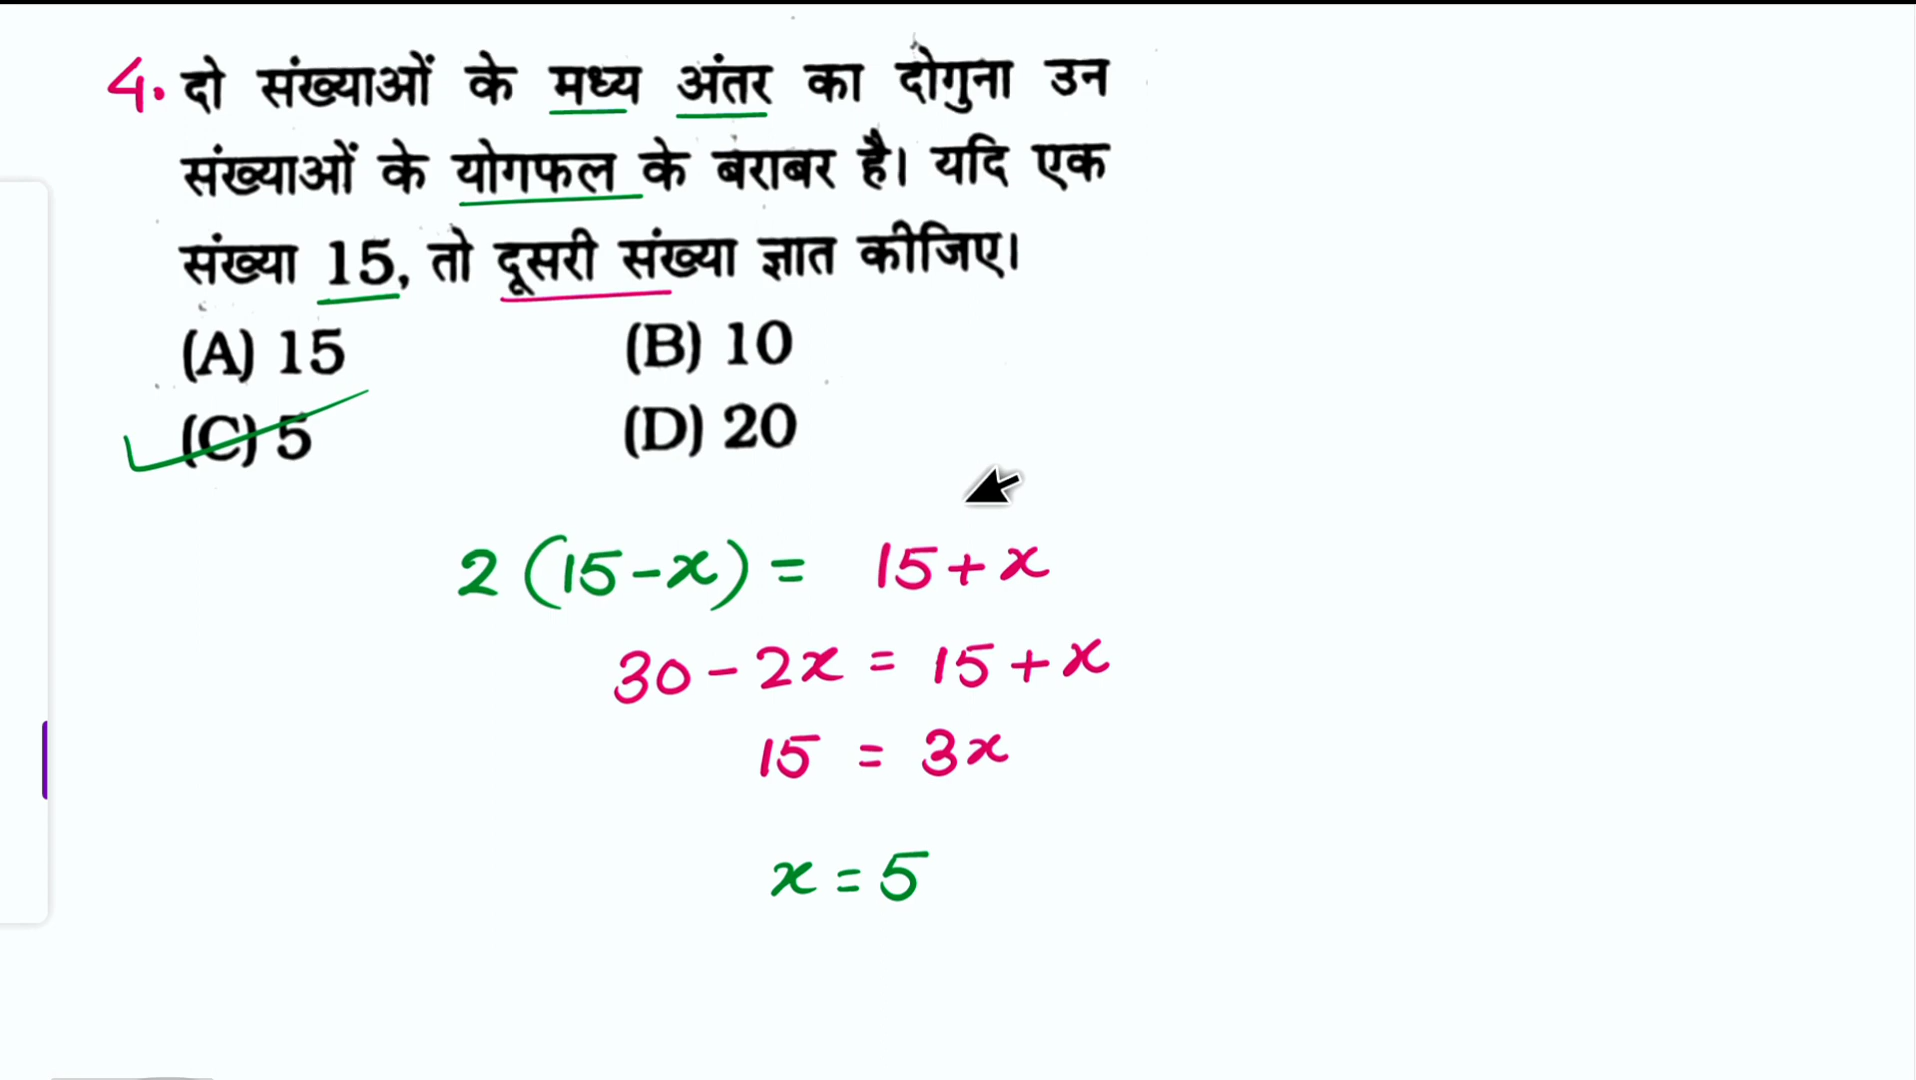 4. दो संख्याओं के मध्य अंतर का दोगुना उन
संख्याओं के योगफल के बराबर है। यदि एक
संख्या 15, तो दूसरी संख्या ज्ञात कीजिए।
(A) 15 (B) 10
(C) 5 (D) 20
2 (15-x) = 15+x
30 - 2x = 15 + x
15 = 3x
x = 5